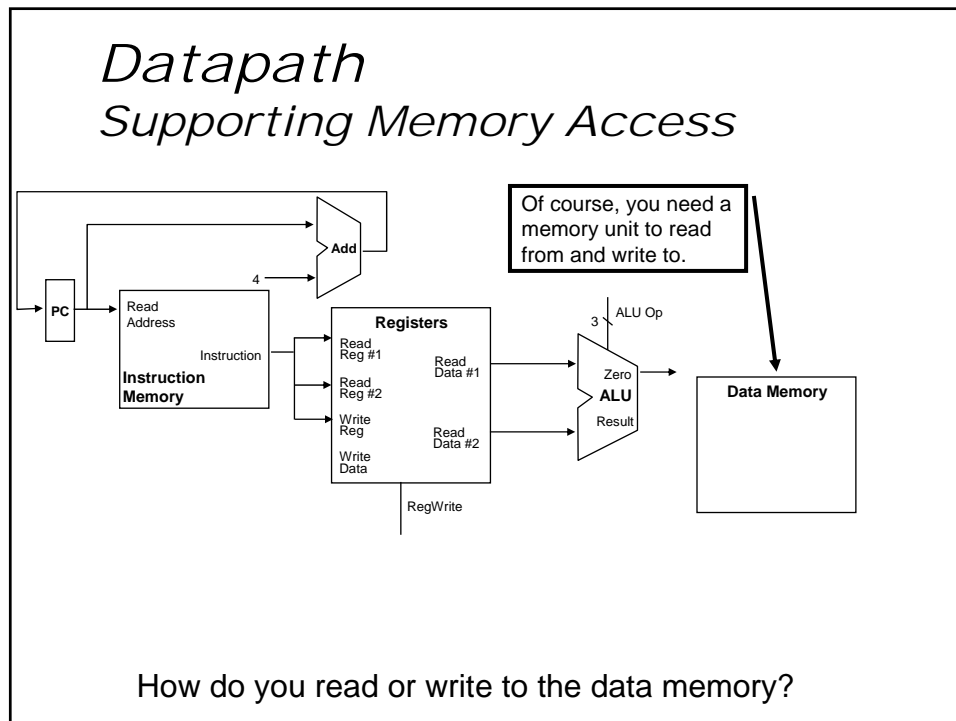 Datapath
Supporting Memory Access
Of course, you need a
memory unit to read
from and write to.
Add
4
PC
Read
Address
Instruction
Instruction
Memory
Registers
Read
Reg #1
Read
Reg #2
Write
Reg
Write
Data
Read
Data #1
Read
Data #2
RegWrite
3
ALU Op
Zero
ALU
Result
Data Memory
How do you read or write to the data memory?